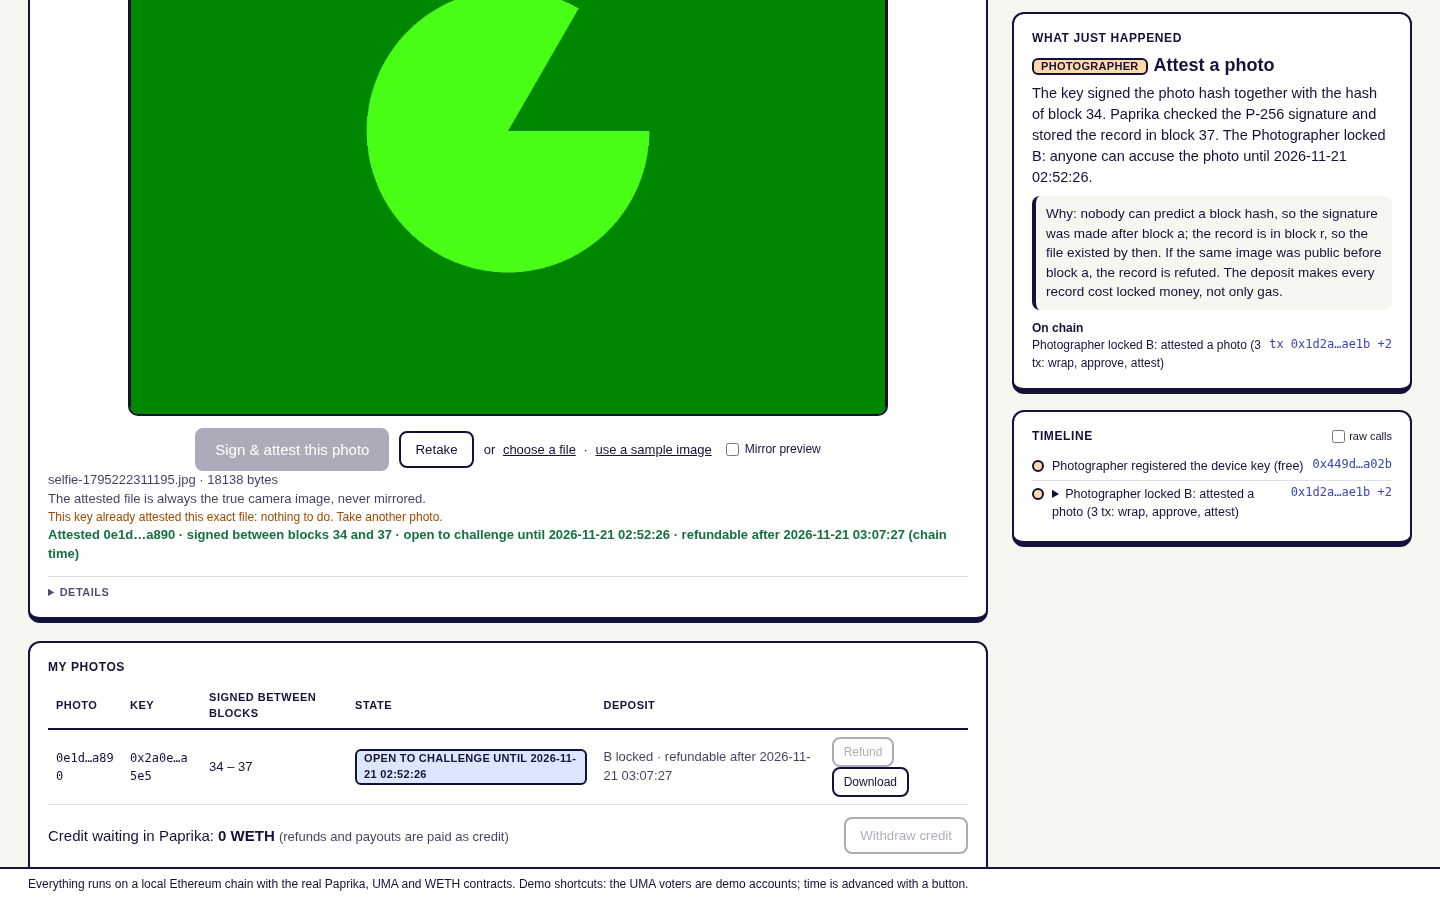 Sign & attest this photo
Retake
or choose a file · use a sample image
Mirror preview
selfie-1795222311195.jpg · 18138 bytes
The attested file is always the true camera image, never mirrored.
This key already attested this exact file: nothing to do. Take another photo.
Attested 0e1d…a890 · signed between blocks 34 and 37 · open to challenge until 2026-11-21 02:52:26 · refundable after 2026-11-21 03:07:27 (chain
time)
DETAILS
MY PHOTOS
PHOTO
KEY
SIGNED BETWEEN
BLOCKS
STATE
DEPOSIT
0e1d…a89
0
0x2a0e…a
5e5
34 – 37
OPEN TO CHALLENGE UNTIL 2026-11-
21 02:52:26
B locked · refundable after 2026-11-
21 03:07:27
Refund
Download
Credit waiting in Paprika: 0 WETH (refunds and payouts are paid as credit)
Withdraw credit
WHAT JUST HAPPENED
PHOTOGRAPHER Attest a photo
The key signed the photo hash together with the hash
of block 34. Paprika checked the P-256 signature and
stored the record in block 37. The Photographer locked
B: anyone can accuse the photo until 2026-11-21
02:52:26.
Why: nobody can predict a block hash, so the signature
was made after block a; the record is in block r, so the
file existed by then. If the same image was public before
block a, the record is refuted. The deposit makes every
record cost locked money, not only gas.
On chain
Photographer locked B: attested a photo (3 tx 0x1d2a…ae1b +2
tx: wrap, approve, attest)
TIMELINE
raw calls
Photographer registered the device key (free) 0x449d…a02b
Photographer locked B: attested a 0x1d2a…ae1b +2
photo (3 tx: wrap, approve, attest)
Everything runs on a local Ethereum chain with the real Paprika, UMA and WETH contracts. Demo shortcuts: the UMA voters are demo accounts; time is advanced with a button.